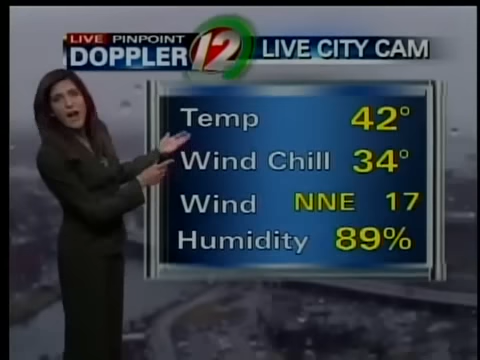 LIVE PINPOINT
DOPPLER 12 LIVE CITY CAM
Temp 42°
Wind Chill 34°
Wind NNE 17
Humidity 89%